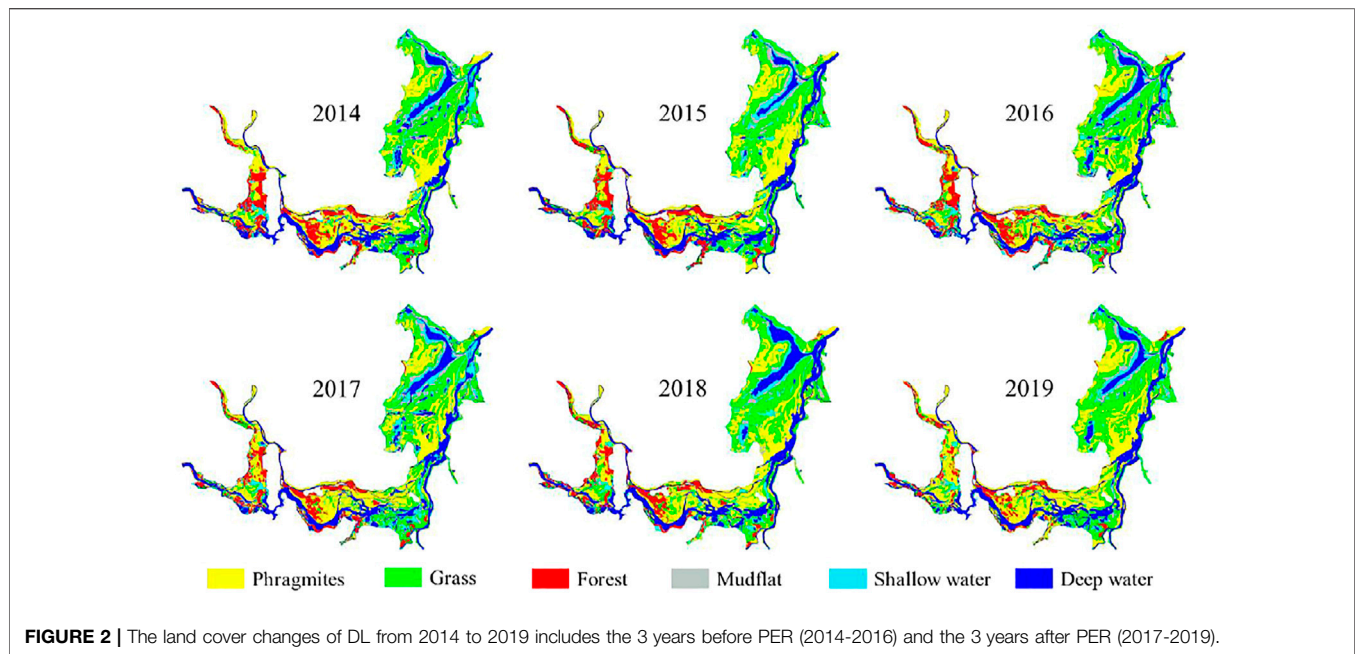 2014 2015 2016
2017 2018 2019
Phragmites Grass Forest Mudflat Shallow water Deep water
FIGURE 2 | The land cover changes of DL from 2014 to 2019 includes the 3 years before PER (2014-2016) and the 3 years after PER (2017-2019).